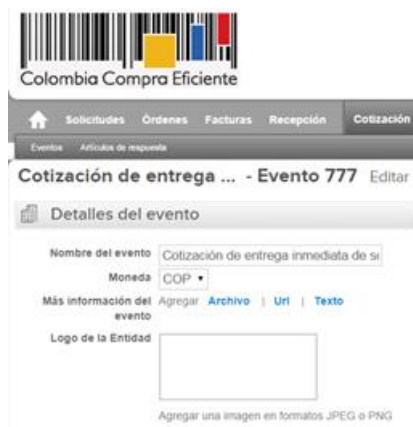 Colombia Compra Eficiente
Solicitudes Órdenes Facturas Recepción Cotización
Eventos Artículos de respuesta
Cotización de entrega ... - Evento 777 Editar
Detalles del evento
Nombre del evento Cotización de entrega inmediata de
Moneda COP
Más información del evento Agregar Archivo | Url | Texto
Logo de la Entidad
Agregar una imagen en formatos JPEG o PNG